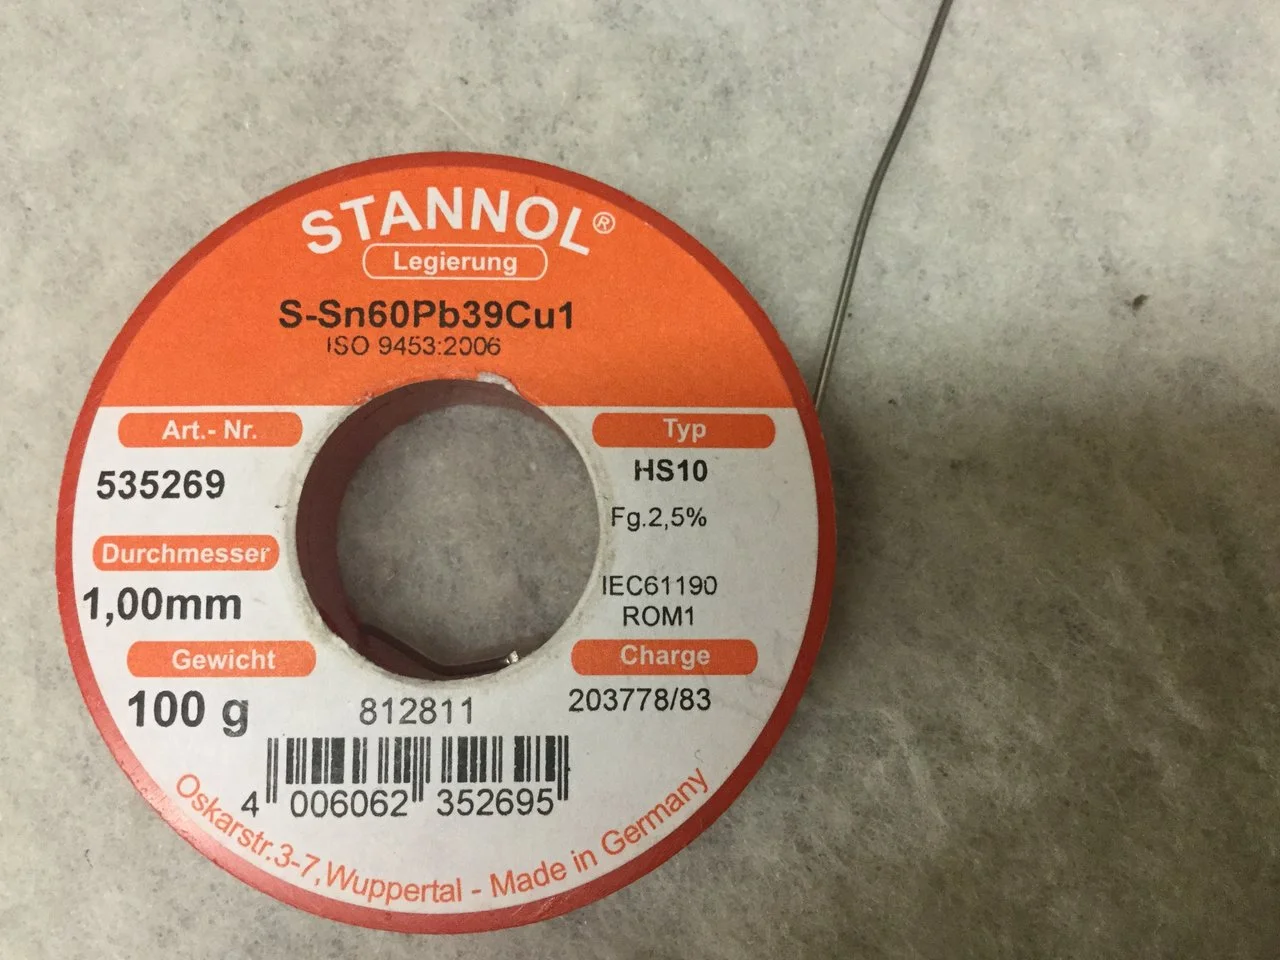 STANNOL®
Legierung
S-Sn60Pb39Cu1
ISO 9453:2006
Art.- Nr.
535269
Durchmesser
1,00mm
Gewicht
100 g
Typ
HS10
Fg.2,5%
IEC61190
ROM1
Charge
203778/83
812811
4 006062 352695
Oskarstr.3-7,Wuppertal - Made in Germany